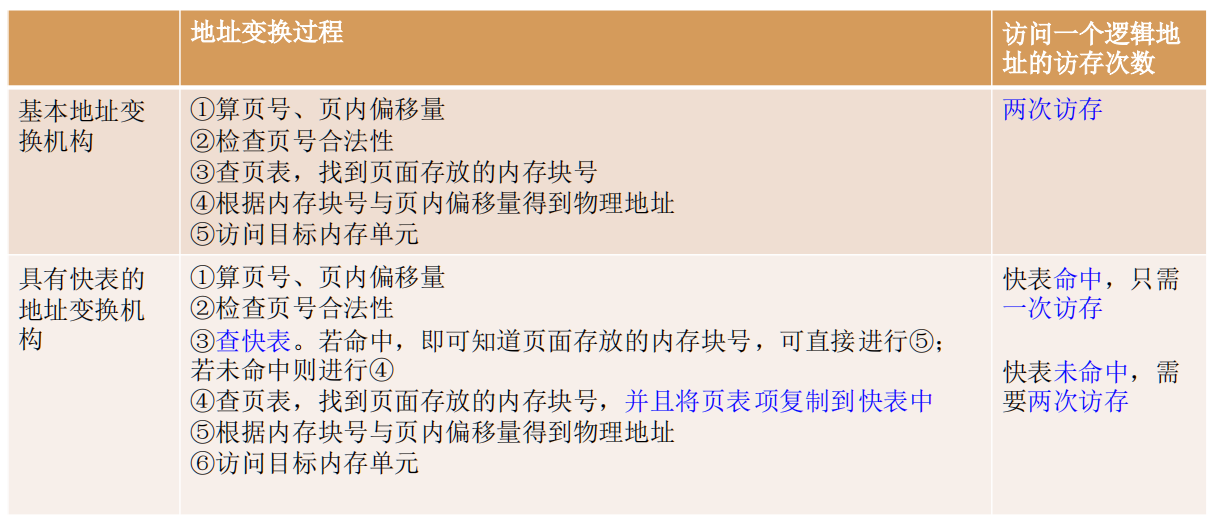 地址变换过程
访问一个逻辑地
址的访存次数
基本地址变
换机构
①算页号、页内偏移量
②检查页号合法性
③查页表，找到页面存放的内存块号
④根据内存块号与页内偏移量得到物理地址
⑤访问目标内存单元
两次访存
具有快表的
地址变换机
构
①算页号、页内偏移量
②检查页号合法性
③查快表。若命中，即可知道页面存放的内存块号，可直接进行⑤；
若未命中则进行④
④查页表，找到页面存放的内存块号，并且将页表项复制到快表中
⑤根据内存块号与页内偏移量得到物理地址
⑥访问目标内存单元
快表命中，只需
一次访存
快表未命中，需
要两次访存